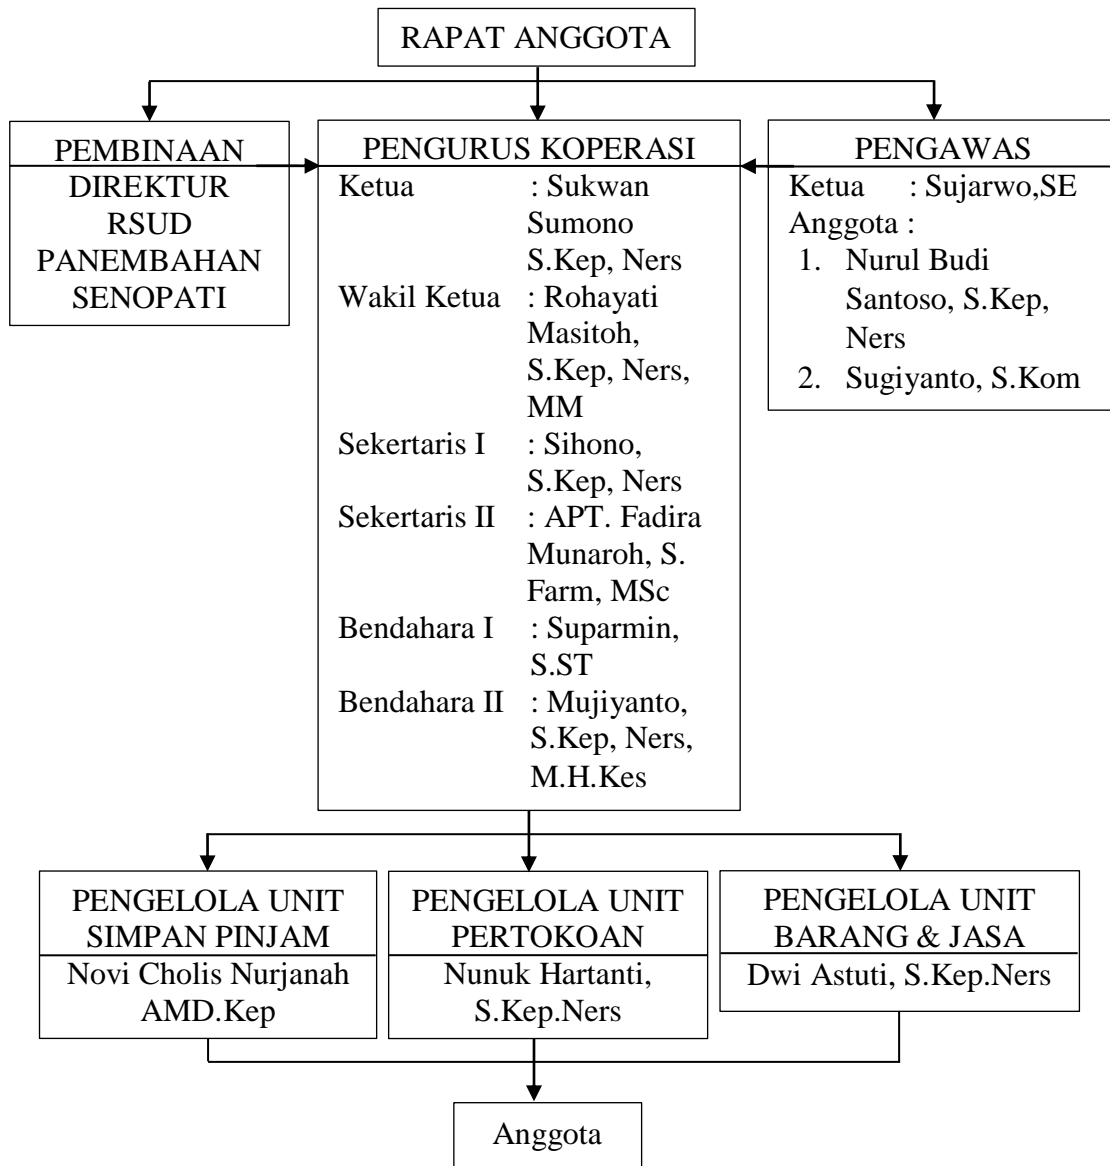 RAPAT ANGGOTA
PEMBINAAN
DIREKTUR
RSUD
PANEMBAHAN
SENOPATI
PENGURUS KOPERASI
Ketua : Sukwan
Sumono
S.Kep, Ners
Wakil Ketua : Rohayati
Masitoh,
S.Kep, Ners,
MM
Sekertaris I : Sihono,
S.Kep, Ners
Sekertaris II : APT. Fadira
Munaroh, S.
Farm, MSc
Bendahara I : Suparmin,
S.ST
Bendahara II : Mujiyanto,
S.Kep, Ners,
M.H.Kes
PENGAWAS
Ketua : Sujarwo,SE
Anggota :
1. Nurul Budi
Santoso, S.Kep,
Ners
2. Sugiyanto, S.Kom
PENGELOLA UNIT
SIMPAN PINJAM
Novi Cholis Nurjanah
AMD.Kep
PENGELOLA UNIT
PERTOKOAN
Nunuk Hartanti,
S.Kep.Ners
PENGELOLA UNIT
BARANG & JASA
Dwi Astuti, S.Kep.Ners
Anggota